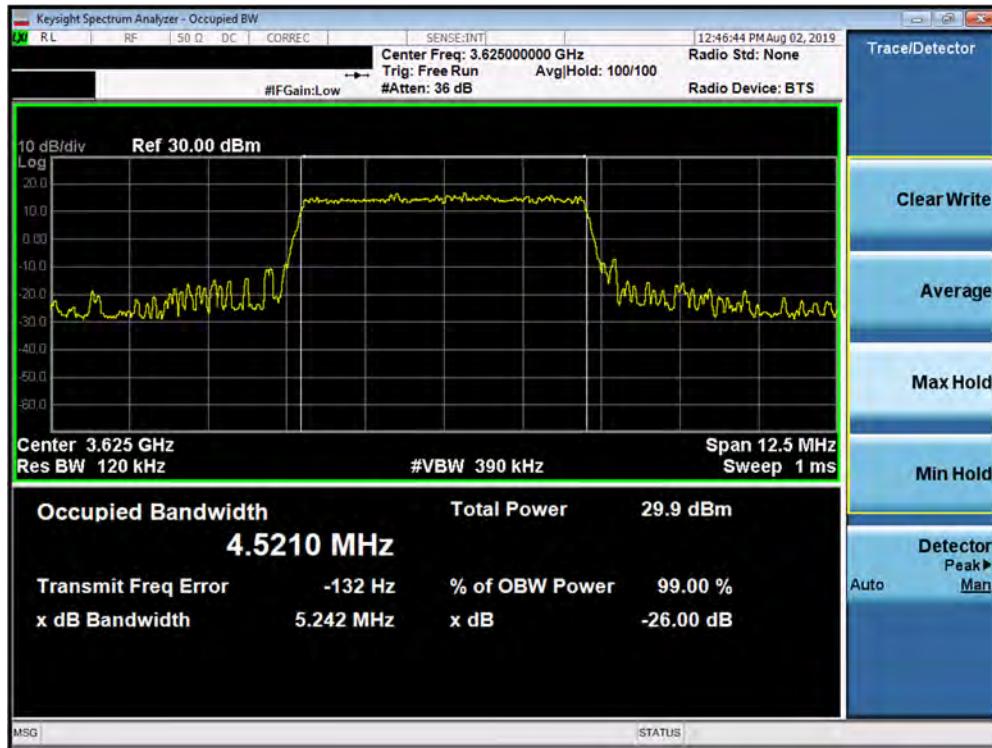 Keysight Spectrum Analyzer - Occupied BW
LXI RL RF 50 Ω DC CORREC SENSE:INT 12:46:44 PM Aug 02, 2019
Center Freq: 3.625000000 GHz Radio Std: None
Trig: Free Run Avg|Hold: 100/100
#IFGain:Low #Atten: 36 dB Radio Device: BTS
10 dB/div Ref 30.00 dBm
Log
20.0
10.0
0.00
-10.0
-20.0
-30.0
-40.0
-50.0
-60.0
Center 3.625 GHz Span 12.5 MHz
Res BW 120 kHz #VBW 390 kHz Sweep 1 ms
Occupied Bandwidth Total Power 29.9 dBm
4.5210 MHz
Transmit Freq Error -132 Hz % of OBW Power 99.00 %
x dB Bandwidth 5.242 MHz x dB -26.00 dB
MSG STATUS
Trace/Detector
Clear Write
Average
Max Hold
Min Hold
Detector
Peak▶
Auto Man